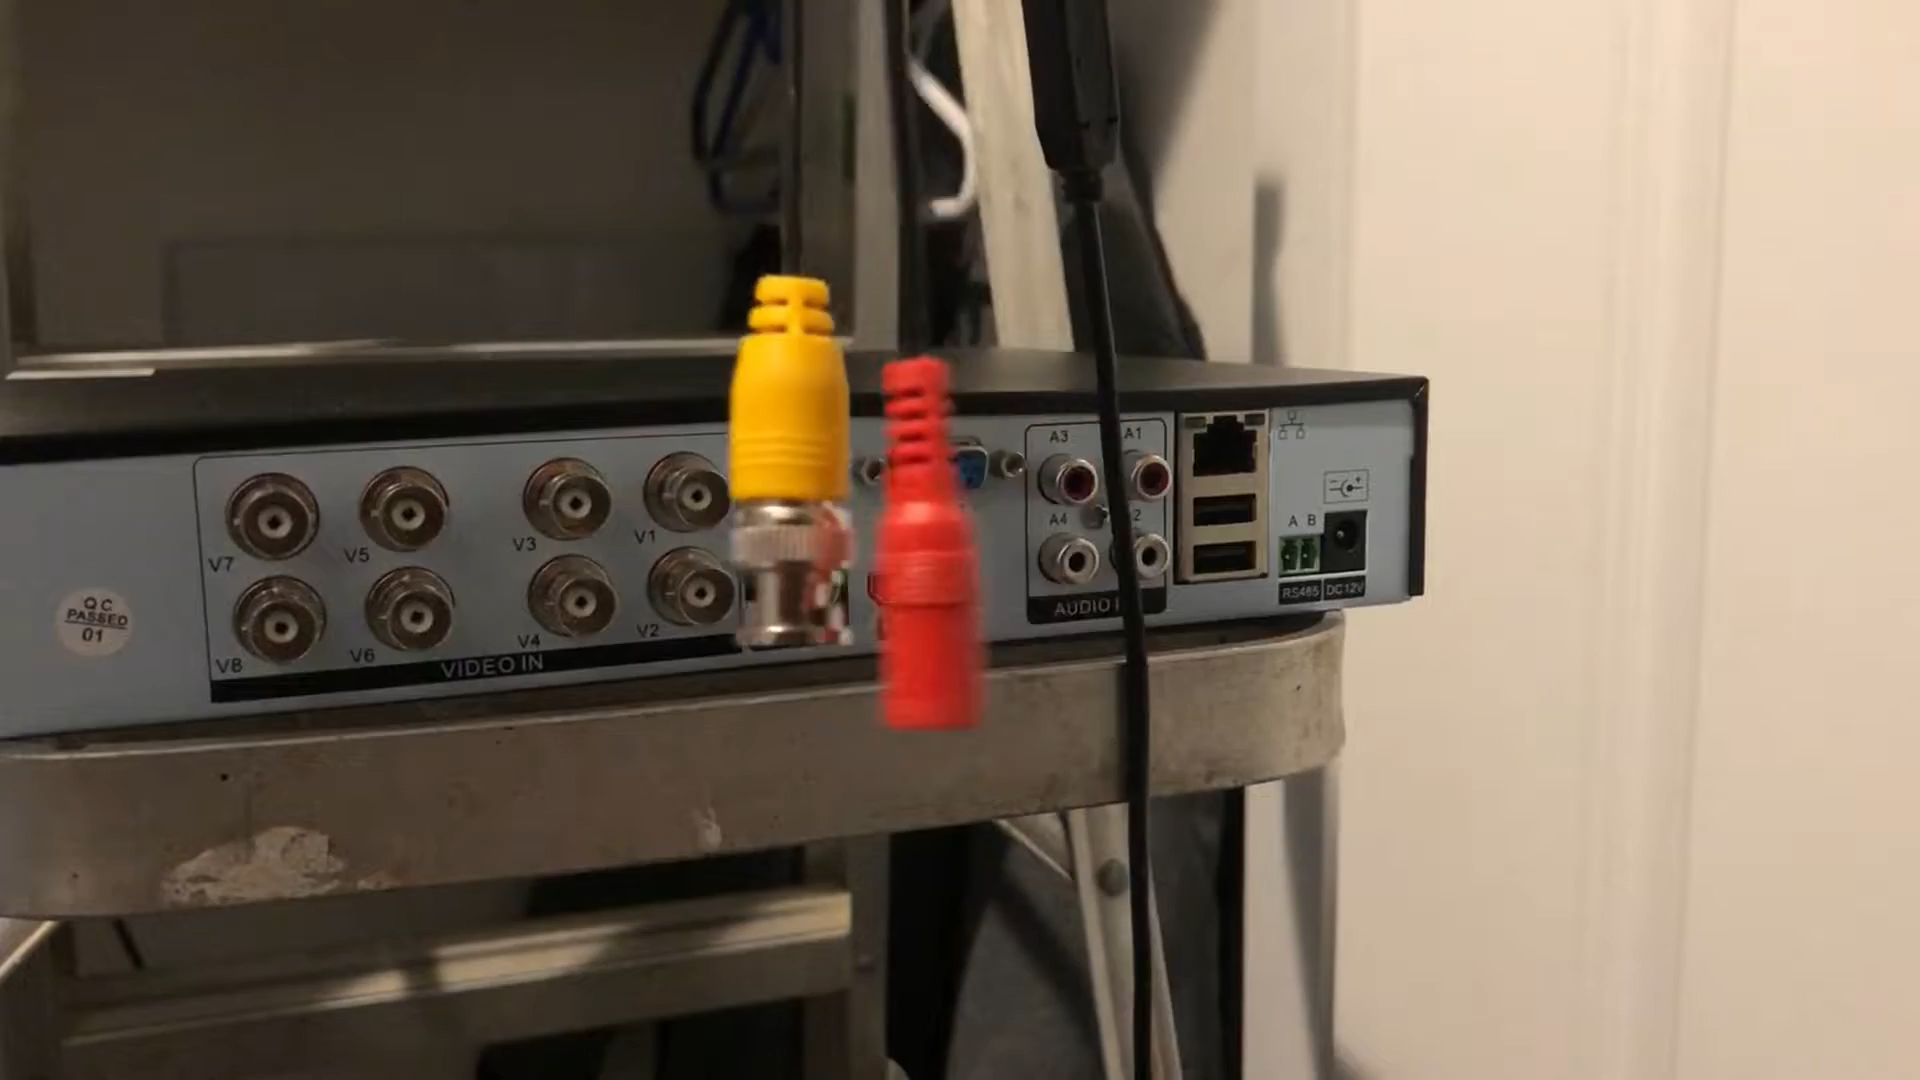 V7
V5
V3
V1
V8
V6
V4
V2
VIDEO IN
QC
PASSED
01
A3
A1
A4
2
AUDIO I
A B
RS485
DC12V